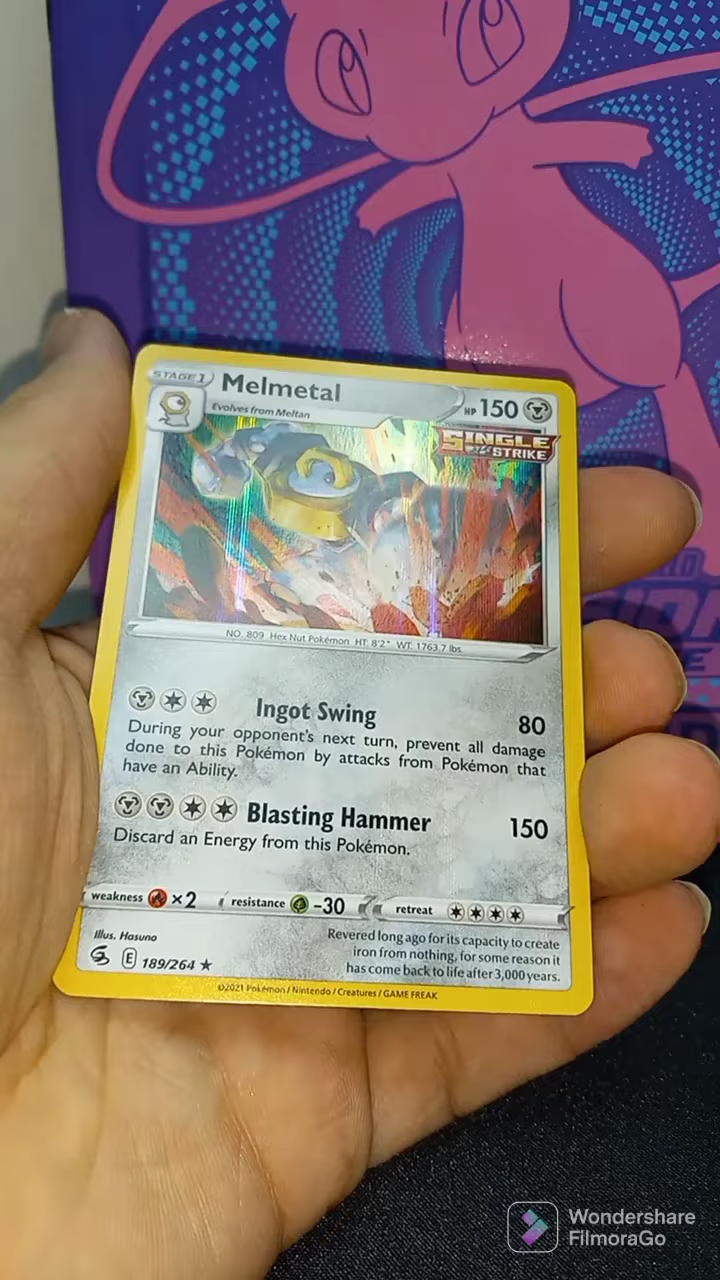 STAGE 1 Melmetal HP 150
Evolves from Meltan
SINGLE
STRIKE
NO. 809 Hex Nut Pokémon HT: 8'2" WT: 1763.7 lbs.
Ingot Swing 80
During your opponent's next turn, prevent all damage
done to this Pokémon by attacks from Pokémon that
have an Ability.
Blasting Hammer 150
Discard an Energy from this Pokémon.
weakness ×2 resistance -30 retreat
Illus. Hasuno
E 189/264 ★
Revered long ago for its capacity to create
iron from nothing, for some reason it
has come back to life after 3,000 years.
©2021 Pokémon / Nintendo / Creatures / GAME FREAK
Wondershare
FilmoraGo